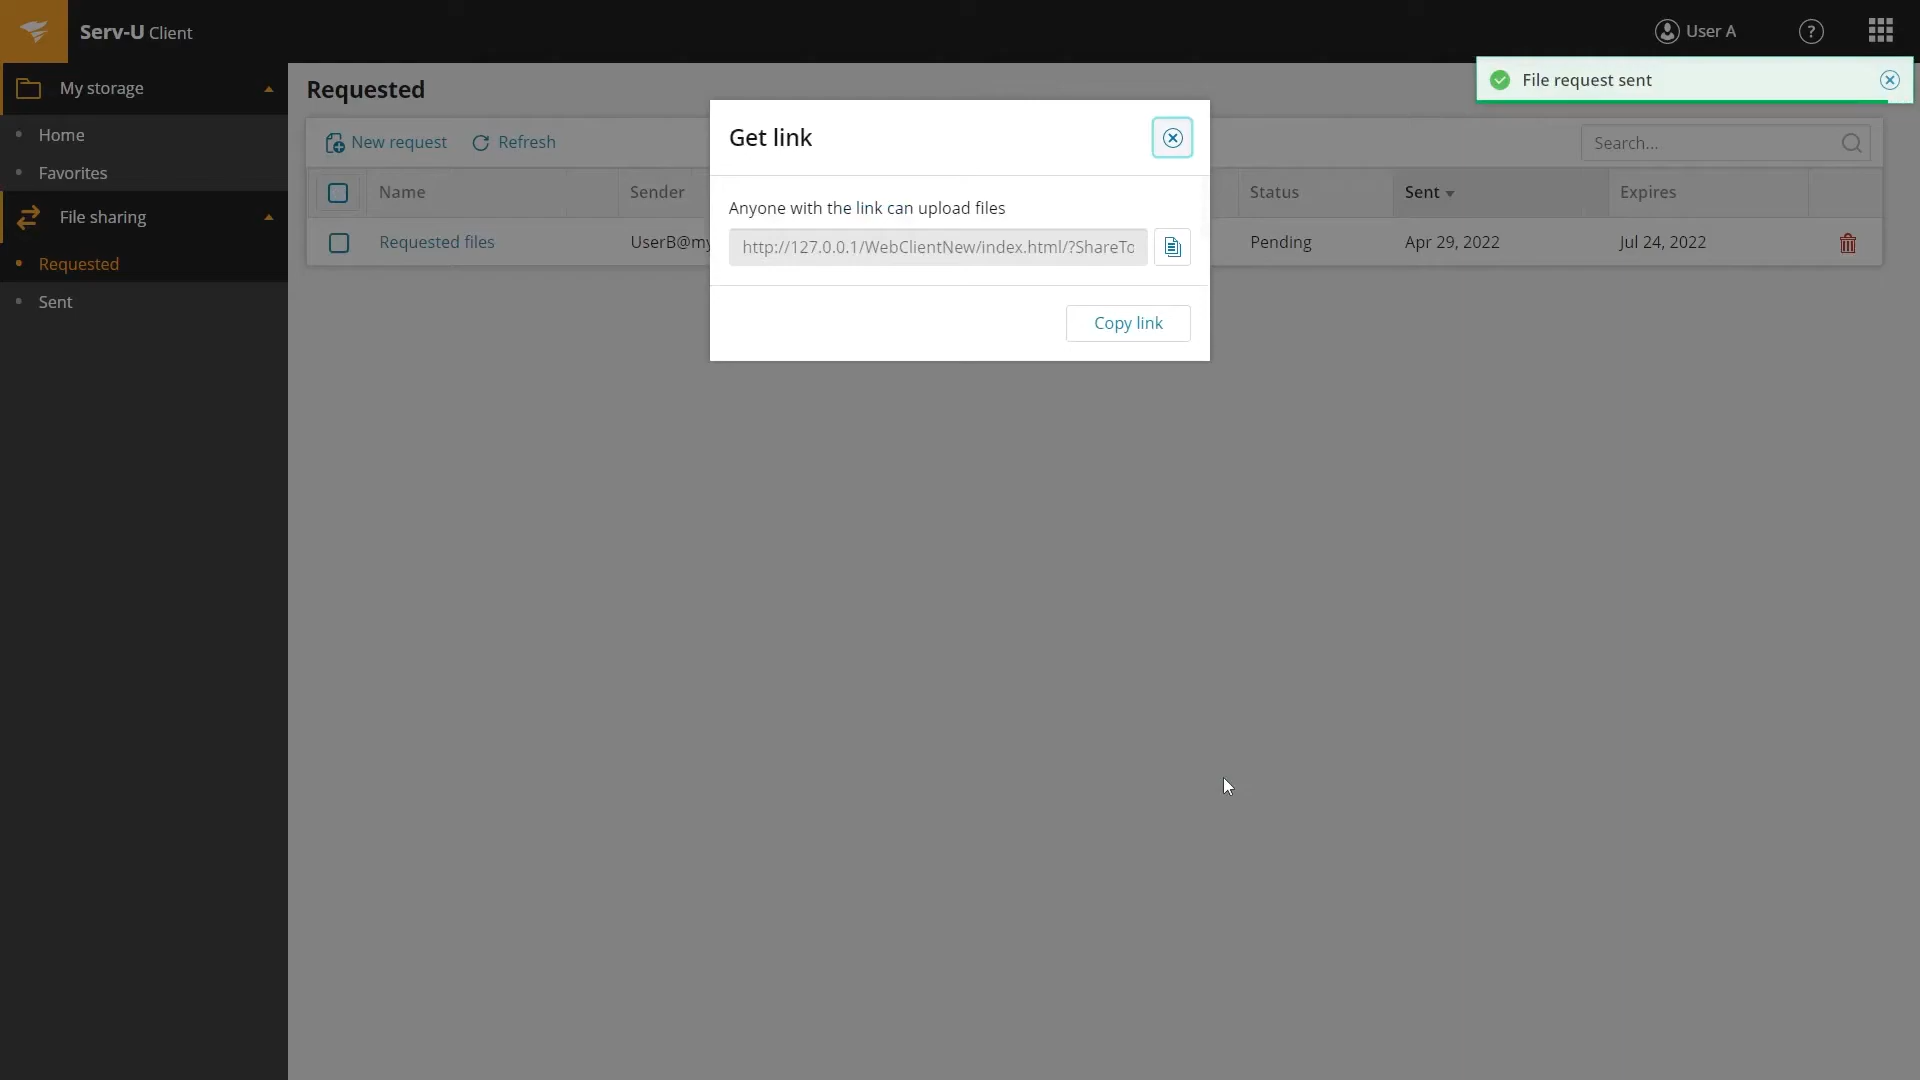 Serv-U Client
User A
?
My storage
Home
Favorites
File sharing
Requested
Sent
Requested
File request sent
New request
Refresh
Search...
Name
Sender
Status
Sent
Expires
Requested files
UserB@my
Pending
Apr 29, 2022
Jul 24, 2022
Get link
Anyone with the link can upload files
http://127.0.0.1/WebClientNew/index.html/?ShareTo
Copy link